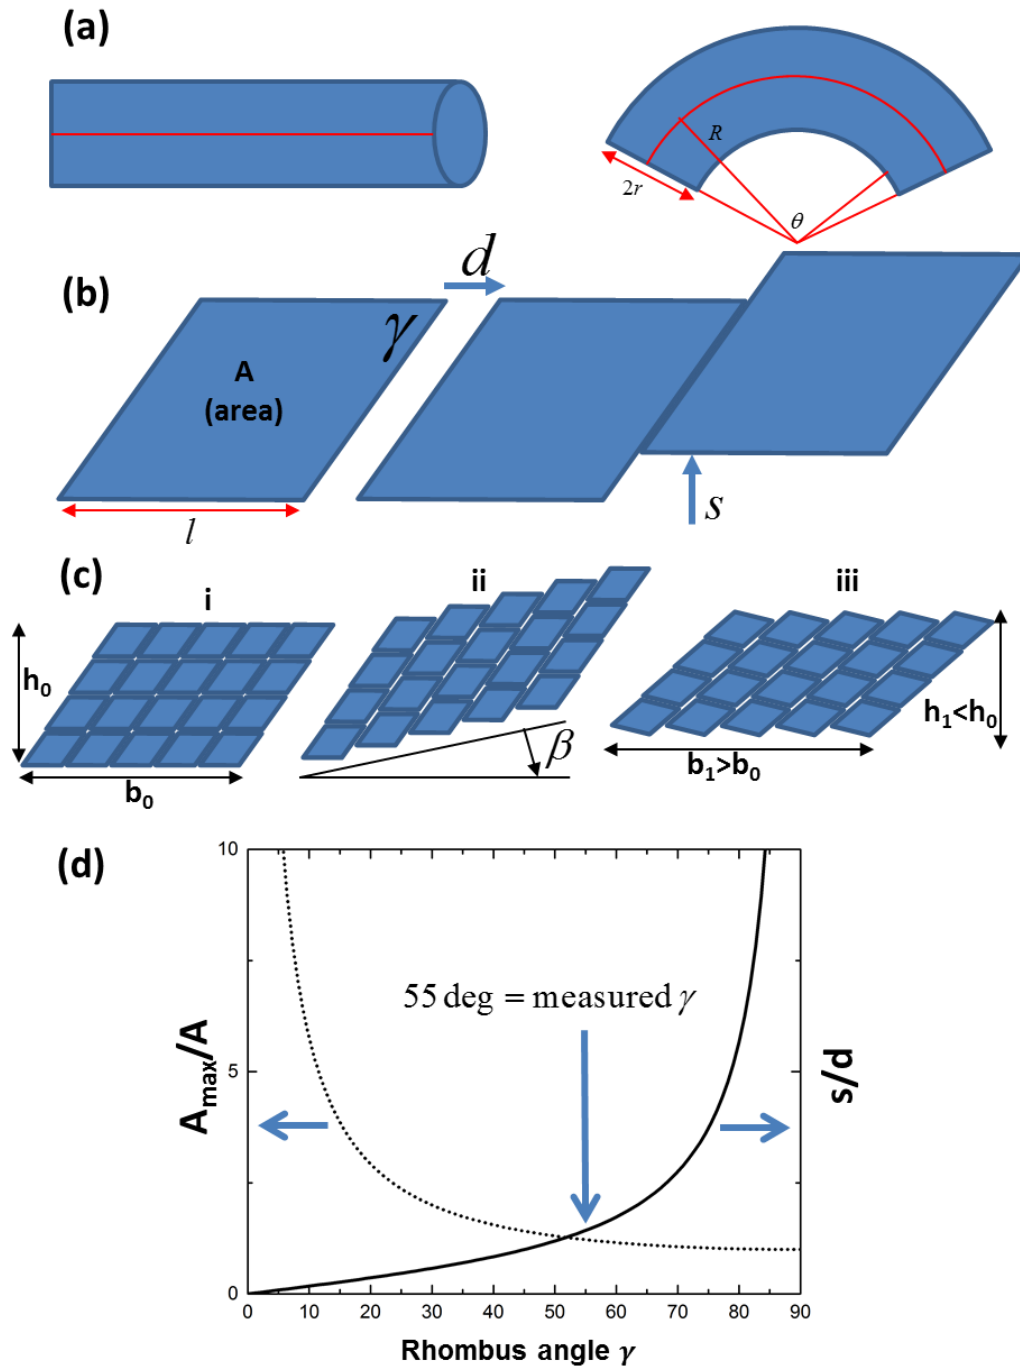 (a)
R
2r
θ
d
(b)
γ
A
(area)
l
s
(c)
i
ii
iii
h₀
b₀
β
h₁<h₀
b₁>b₀
(d)
10
5
0
A_max/A
s/d
55 deg = measured γ
0 10 20 30 40 50 60 70 80 90
Rhombus angle γ